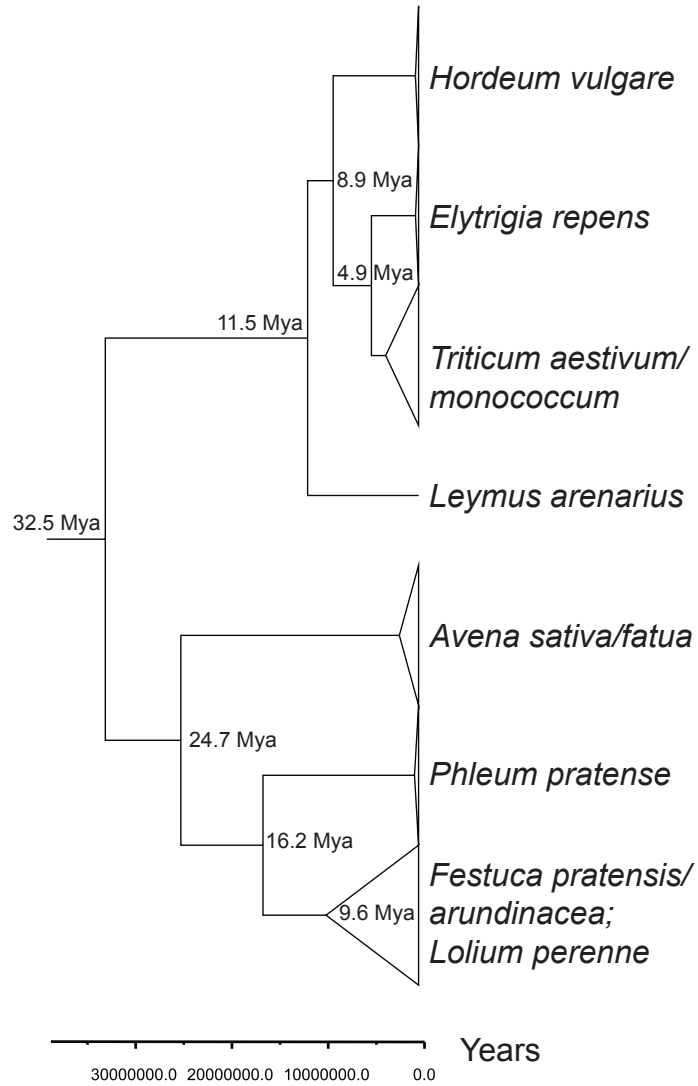 Hordeum vulgare
8.9 Mya
Elytrigia repens
4.9 Mya
11.5 Mya
Triticum aestivum/
monococcum
Leymus arenarius
32.5 Mya
Avena sativa/fatua
24.7 Mya
Phleum pratense
16.2 Mya
Festuca pratensis/
9.6 Mya
arundinacea;
Lolium perenne
Years
30000000.0 20000000.0 10000000.0 0.0